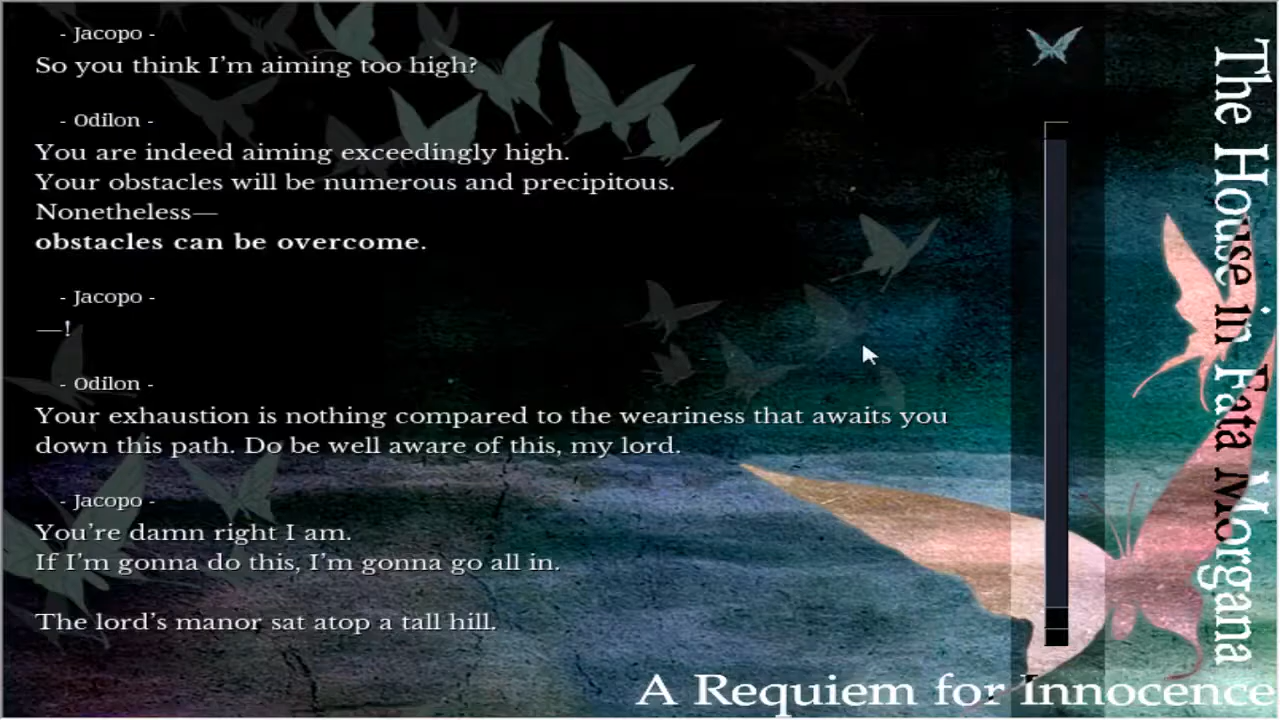 - Jacopo -
So you think I’m aiming too high?
- Odilon -
You are indeed aiming exceedingly high.
Your obstacles will be numerous and precipitous.
Nonetheless—
obstacles can be overcome.
- Jacopo -
—!
- Odilon -
Your exhaustion is nothing compared to the weariness that awaits you
down this path. Do be well aware of this, my lord.
- Jacopo -
You’re damn right I am.
If I’m gonna do this, I’m gonna go all in.
The lord’s manor sat atop a tall hill.
The House in Fata Morgana
A Requiem for Innocence